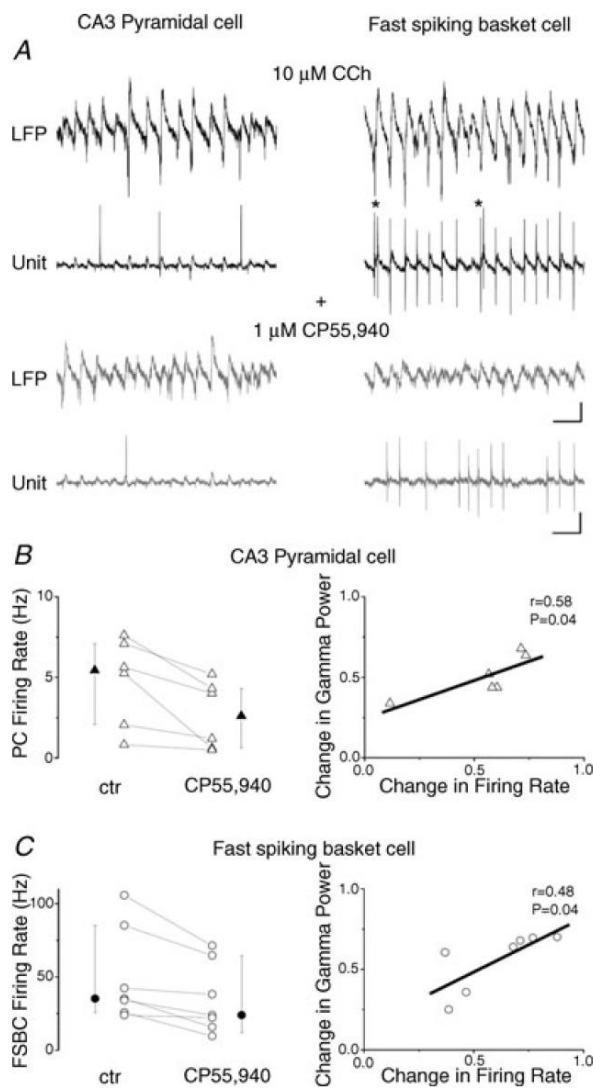 CA3 Pyramidal cell
Fast spiking basket cell
A
10 µM CCh
LFP
* *
Unit
+
1 µM CP55,940
LFP
Unit
B
CA3 Pyramidal cell
PC Firing Rate (Hz)
10
5
0
ctr
CP55,940
Change in Gamma Power
1.0
0.5
0.0
r=0.58
P=0.04
0.0 0.5 1.0
Change in Firing Rate
C
Fast spiking basket cell
FSBC Firing Rate (Hz)
100
50
0
ctr
CP55,940
Change in Gamma Power
1.0
0.5
0.0
r=0.48
P=0.04
0.0 0.5 1.0
Change in Firing Rate